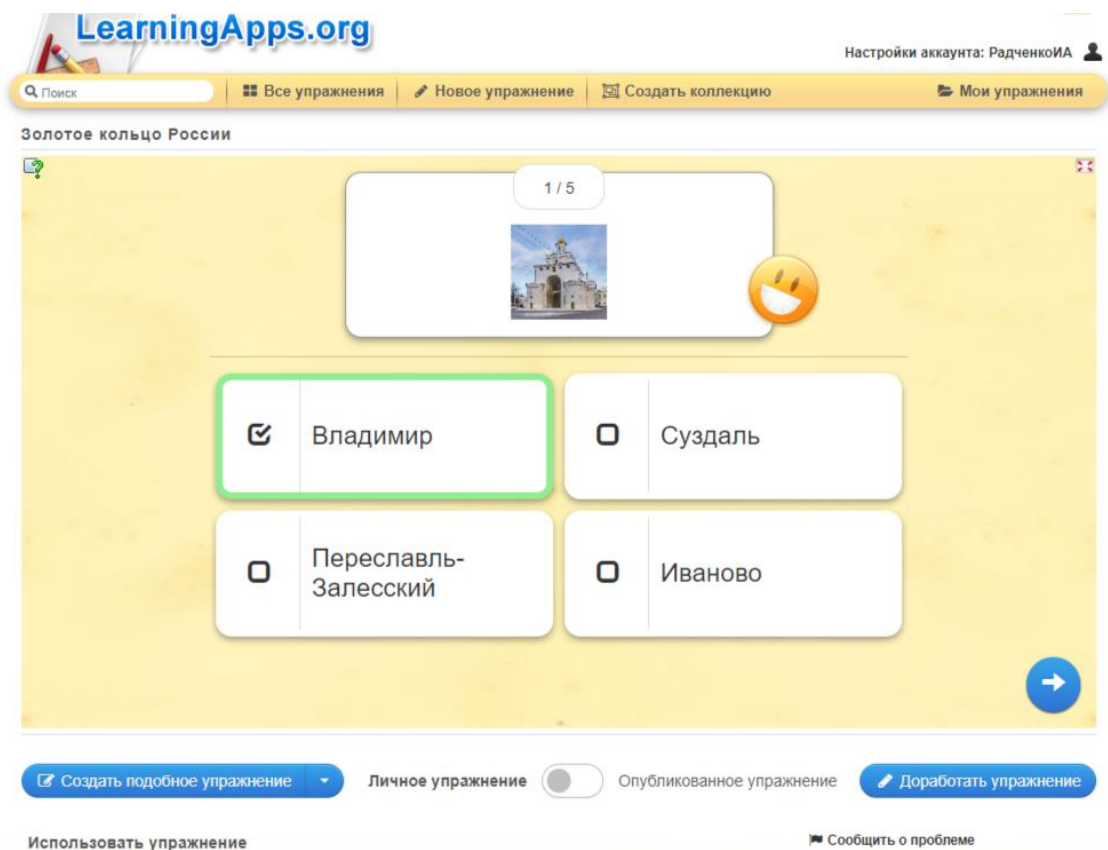 LearningApps.org
Настройки аккаунта: РадченкоИА
Поиск
Все упражнения
Новое упражнение
Создать коллекцию
Мои упражнения
Золотое кольцо России
1 / 5
Владимир
Суздаль
Переславль-
Залесский
Иваново
Создать подобное упражнение
Личное упражнение
Опубликованное упражнение
Доработать упражнение
Использовать упражнение
Сообщить о проблеме